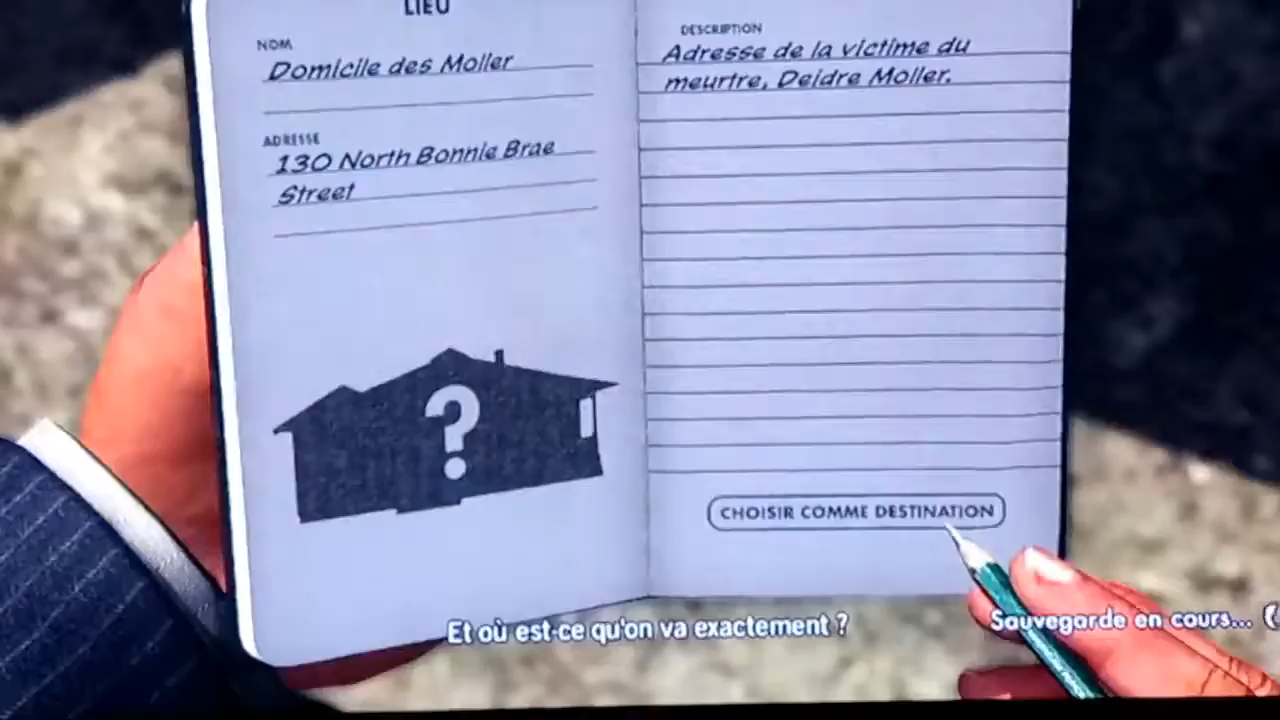 LIEU
NOM
Domicile des Moller
ADRESSE
130 North Bonnie Brae
Street
DESCRIPTION
Adresse de la victime du
meurtre, Deidre Moller.
CHOISIR COMME DESTINATION
Et où est-ce qu'on va exactement ?
Sauvegarde en cours...